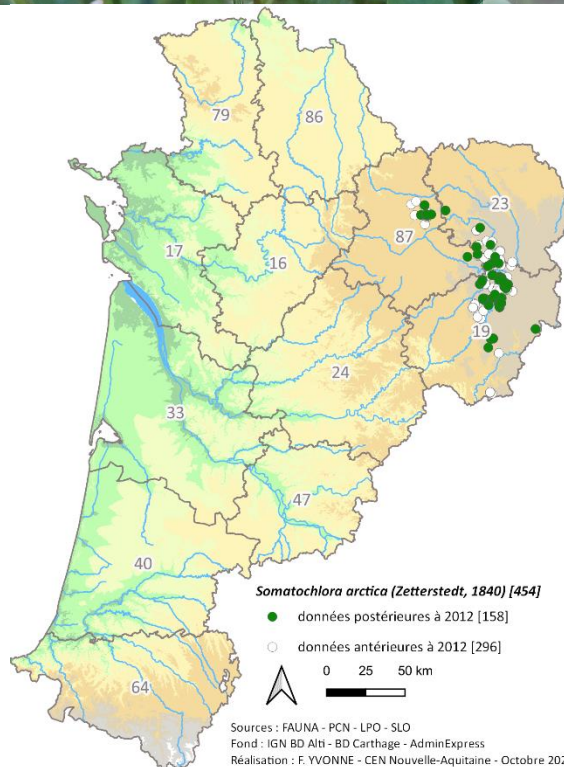 79
86
23
17
16
87
19
24
33
47
40
64
Somatochlora arctica (Zetterstedt, 1840) [454]
données postérieures à 2012 [158]
données antérieures à 2012 [296]
0 25 50 km
Sources : FAUNA - PCN - LPO - SLO
Fond : IGN BD Alti - BD Carthage - AdminExpress
Réalisation : F. YVONNE - CEN Nouvelle-Aquitaine - Octobre